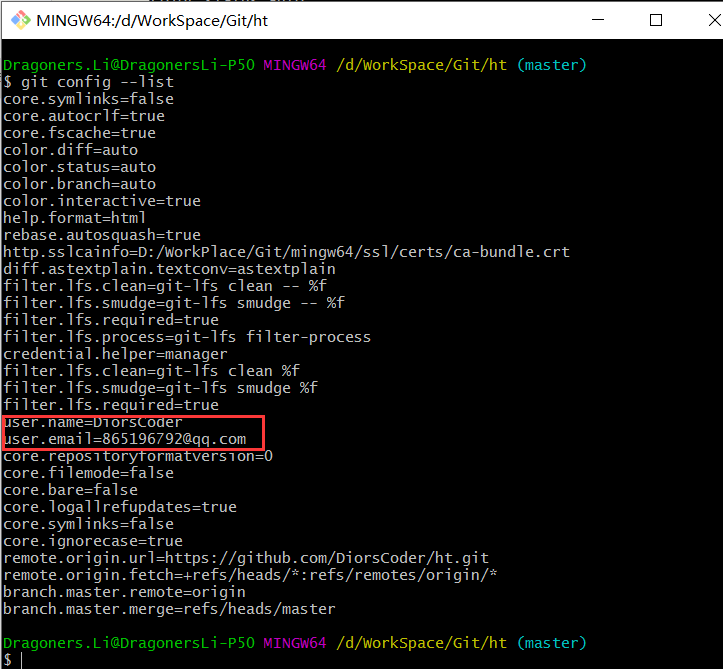 MINGW64:/d/WorkSpace/Git/ht
Dragoners.Li@DragonersLi-P50 MINGW64 /d/WorkSpace/Git/ht (master)
$ git config --list
core.symlinks=false
core.autocrlf=true
core.fscache=true
color.diff=auto
color.status=auto
color.branch=auto
color.interactive=true
help.format=html
rebase.autosquash=true
http.sslcainfo=D:/WorkPlace/Git/mingw64/ssl/certs/ca-bundle.crt
diff.astextplain.textconv=astextplain
filter.lfs.clean=git-lfs clean -- %f
filter.lfs.smudge=git-lfs smudge -- %f
filter.lfs.required=true
filter.lfs.process=git-lfs filter-process
credential.helper=manager
filter.lfs.clean=git-lfs clean %f
filter.lfs.smudge=git-lfs smudge %f
filter.lfs.required=true
user.name=DiorsCoder
user.email=865196792@qq.com
core.repositoryformatversion=0
core.filemode=false
core.bare=false
core.logallrefupdates=true
core.symlinks=false
core.ignorecase=true
remote.origin.url=https://github.com/DiorsCoder/ht.git
remote.origin.fetch=+refs/heads/*:refs/remotes/origin/*
branch.master.remote=origin
branch.master.merge=refs/heads/master
Dragoners.Li@DragonersLi-P50 MINGW64 /d/WorkSpace/Git/ht (master)
$